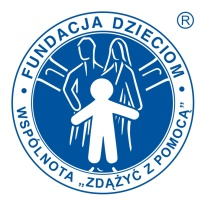 • FUNDACJA DZIECIOM •
WSPÓLNOTA „ZDĄŻYĆ Z POMOCĄ”
®